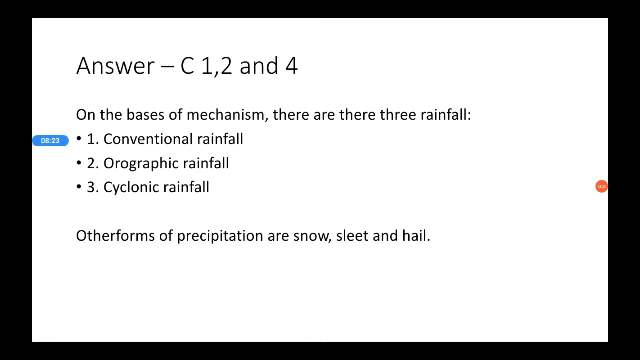 Answer – C 1,2 and 4
On the bases of mechanism, there are there three rainfall:
08:23
• 1. Conventional rainfall
• 2. Orographic rainfall
• 3. Cyclonic rainfall
Otherforms of precipitation are snow, sleet and hail.